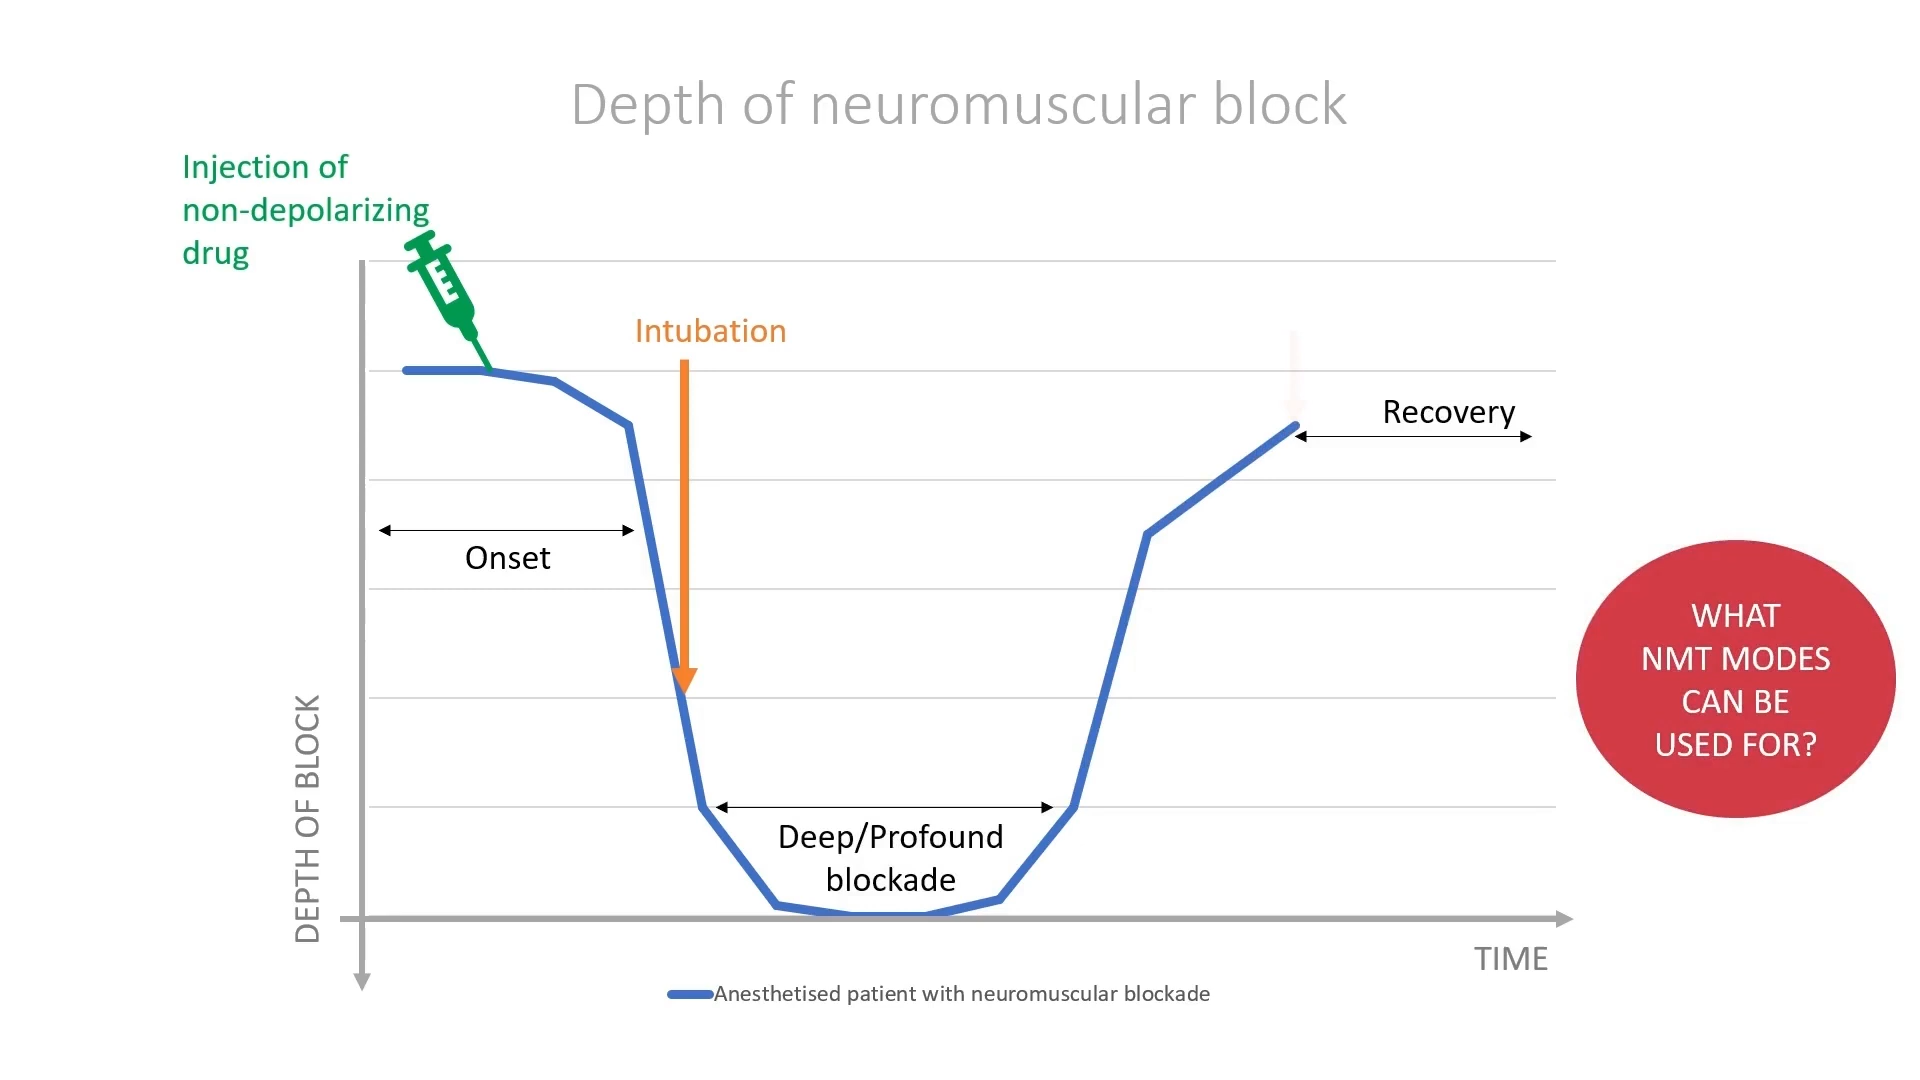 Depth of neuromuscular block
Injection of
non-depolarizing
drug
Intubation
Recovery
Onset
WHAT
NMT MODES
CAN BE
USED FOR?
Deep/Profound
blockade
DEPTH OF BLOCK
TIME
Anesthetised patient with neuromuscular blockade